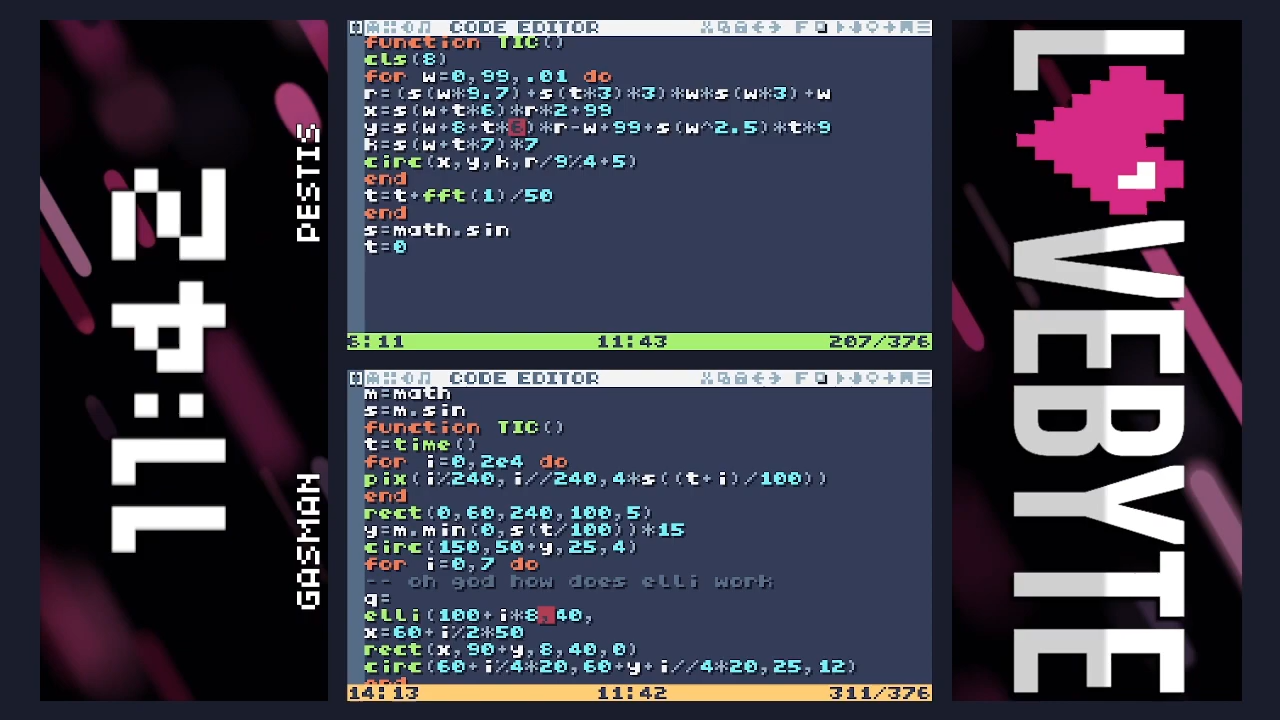 11:42
PESTIS
GASMAN
CODE EDITOR
function TIC()
cls(8)
for w=0,99,.01 do
r=(s(w*9.7)+s(t*3)*3)*w*s(w*3)+w
x=s(w+t*6)*r*2+99
y=s(w+8+t*6)*r-w+99+s(w^2.5)*t*9
k=s(w+t*7)*7
circ(x,y,k,r/9%4+5)
end
t=t+fft(1)/50
end
s=math.sin
t=0
8:11 11:43 207/376
CODE EDITOR
m=math
s=m.sin
function TIC()
t=time()
for i=0,2e4 do
pix(i%240,i//240,4*s((t+i)/100))
end
rect(0,60,240,100,5)
y=m.min(0,s(t/100))*15
circ(150,50+y,25,4)
for i=0,7 do
-- oh god how does elli work
q=
elli(100+i*8,40,
x=60+i%2*50
rect(x,90+y,8,40,0)
circ(60+i%4*20,60+y+i//4*20,25,12)
end
14:13 11:42 311/376
L VEBYTE